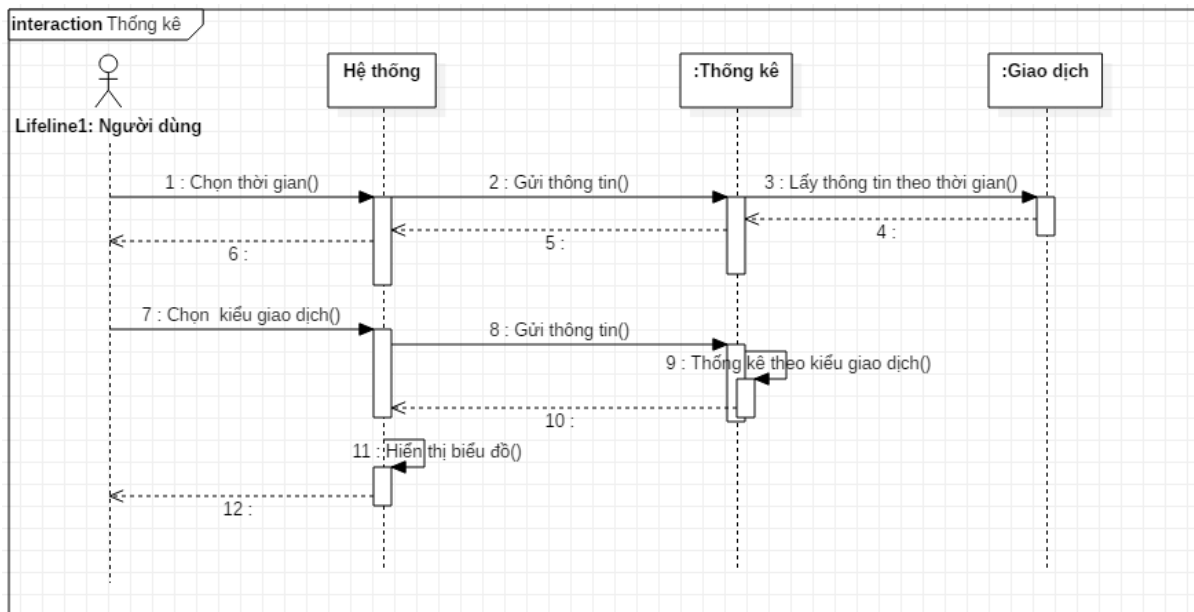 interaction Thống kê
Hệ thống
:Thống kê
:Giao dịch
Lifeline1: Người dùng
1 : Chọn thời gian()
2 : Gửi thông tin()
3 : Lấy thông tin theo thời gian()
4 :
5 :
6 :
7 : Chọn kiểu giao dịch()
8 : Gửi thông tin()
9 : Thống kê theo kiểu giao dịch()
10 :
11 : Hiển thị biểu đồ()
12 :